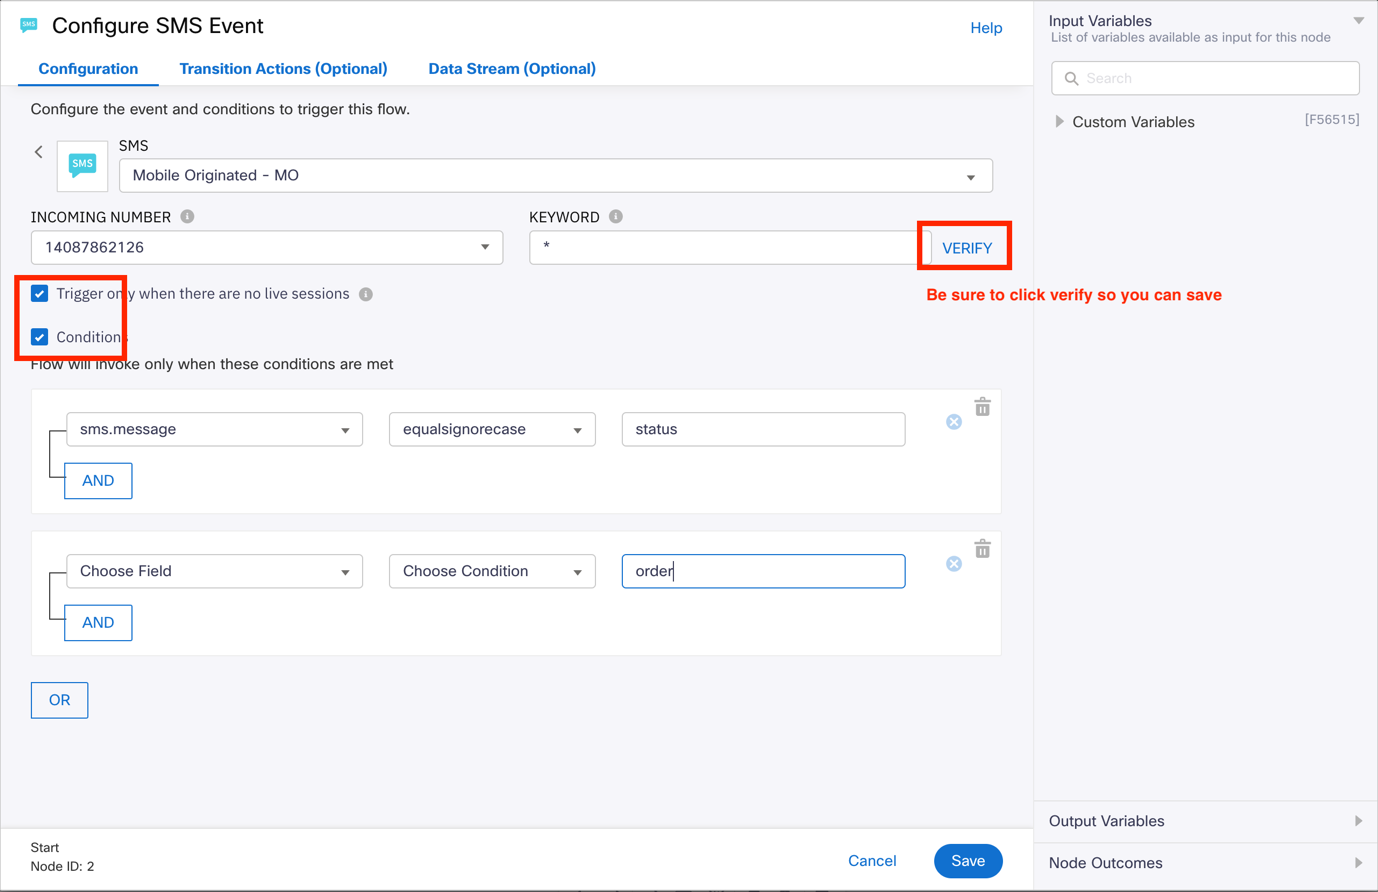 SMS
Configure SMS Event
Help
Configuration
Transition Actions (Optional)
Data Stream (Optional)
Configure the event and conditions to trigger this flow.
SMS
SMS
Mobile Originated - MO
INCOMING NUMBER
KEYWORD
14087862126
*
VERIFY
Trigger only when there are no live sessions
Be sure to click verify so you can save
Conditions
Flow will invoke only when these conditions are met
sms.message
equalsignorecase
status
AND
Choose Field
Choose Condition
order
AND
OR
Start
Node ID: 2
Cancel
Save
Input Variables
List of variables available as input for this node
Search
Custom Variables
[F56515]
Output Variables
Node Outcomes